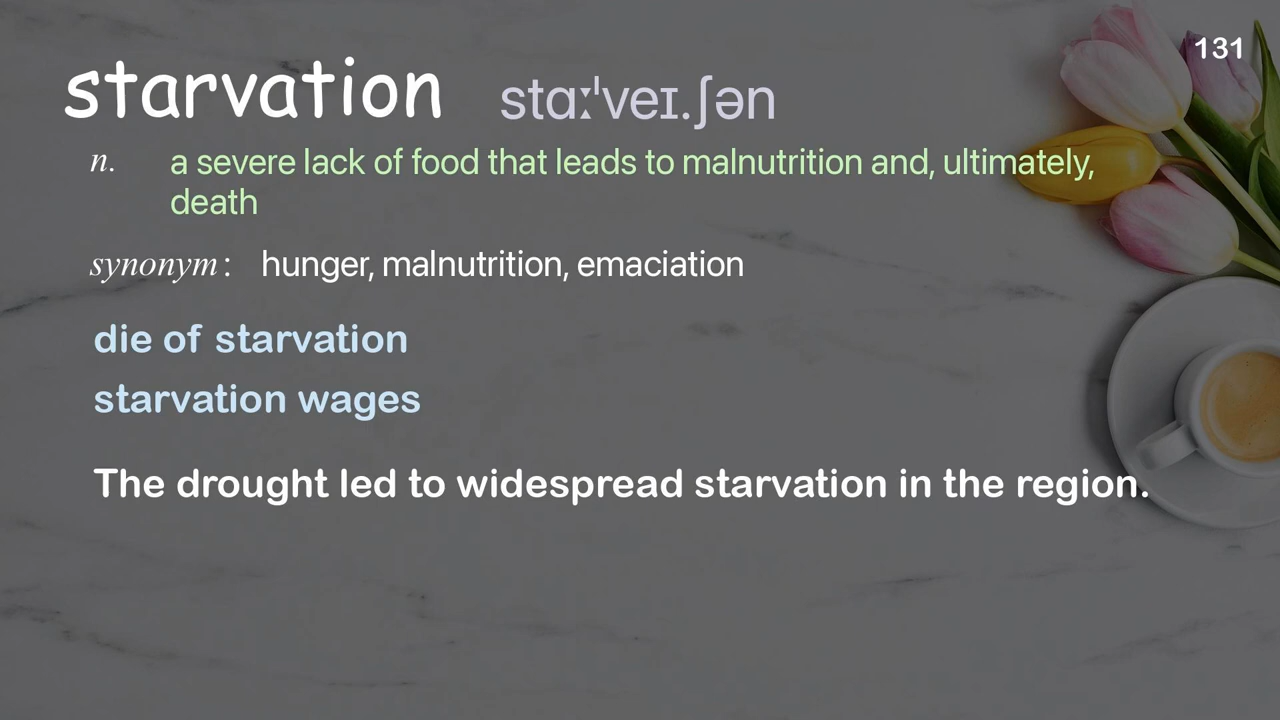 131
starvation stɑːˈveɪ.ʃən
n. a severe lack of food that leads to malnutrition and, ultimately,
death
synonym : hunger, malnutrition, emaciation
die of starvation
starvation wages
The drought led to widespread starvation in the region.